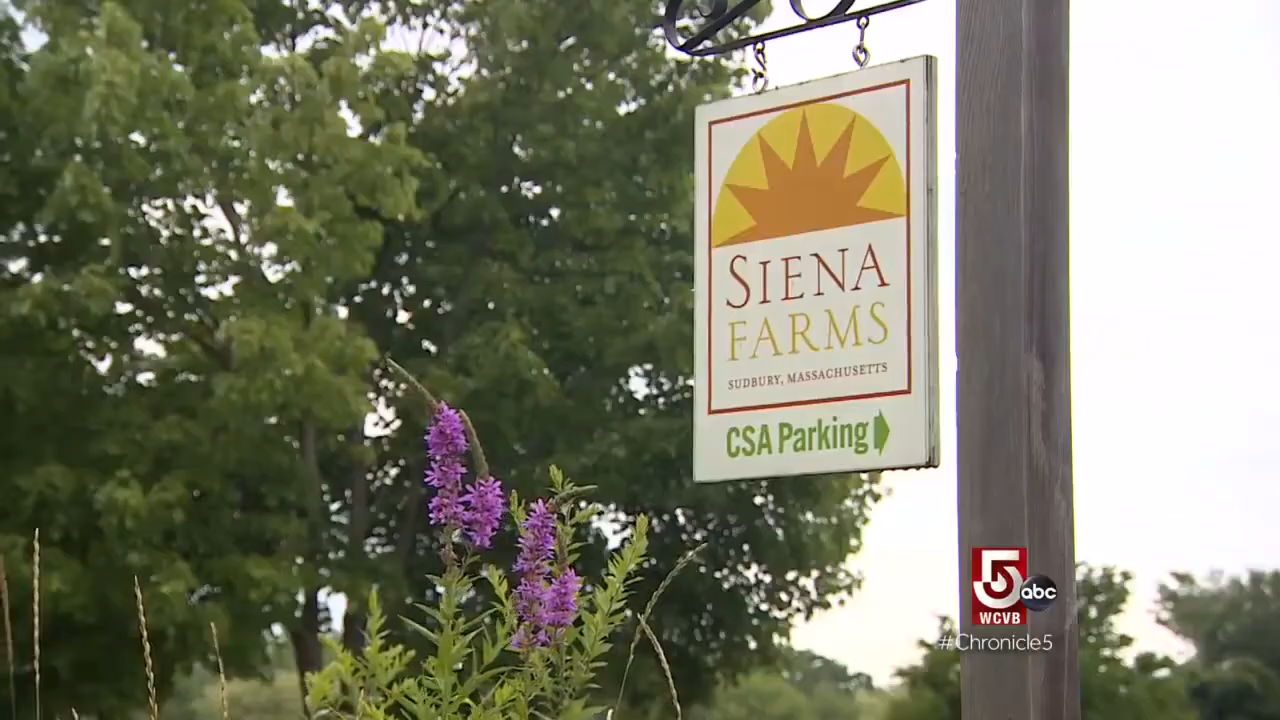 SIENA
FARMS
SUDBURY, MASSACHUSETTS
CSA Parking
5
abc
WCVB
#Chronicle5